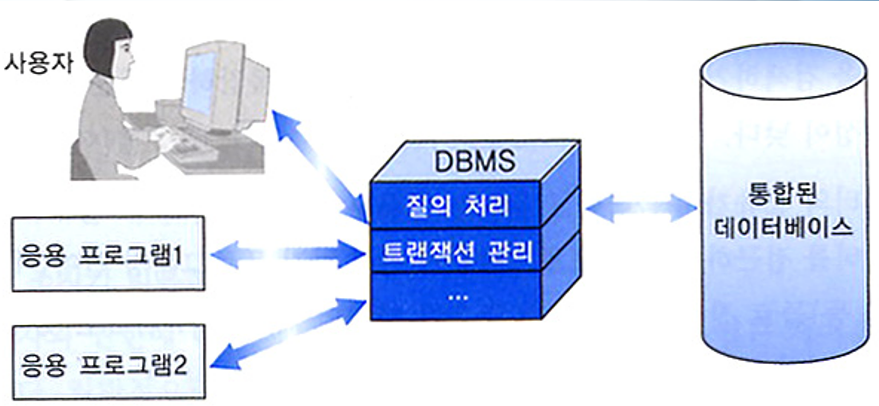 사용자
DBMS
질의 처리
트랜잭션 관리
...
응용 프로그램1
응용 프로그램2
통합된
데이터베이스